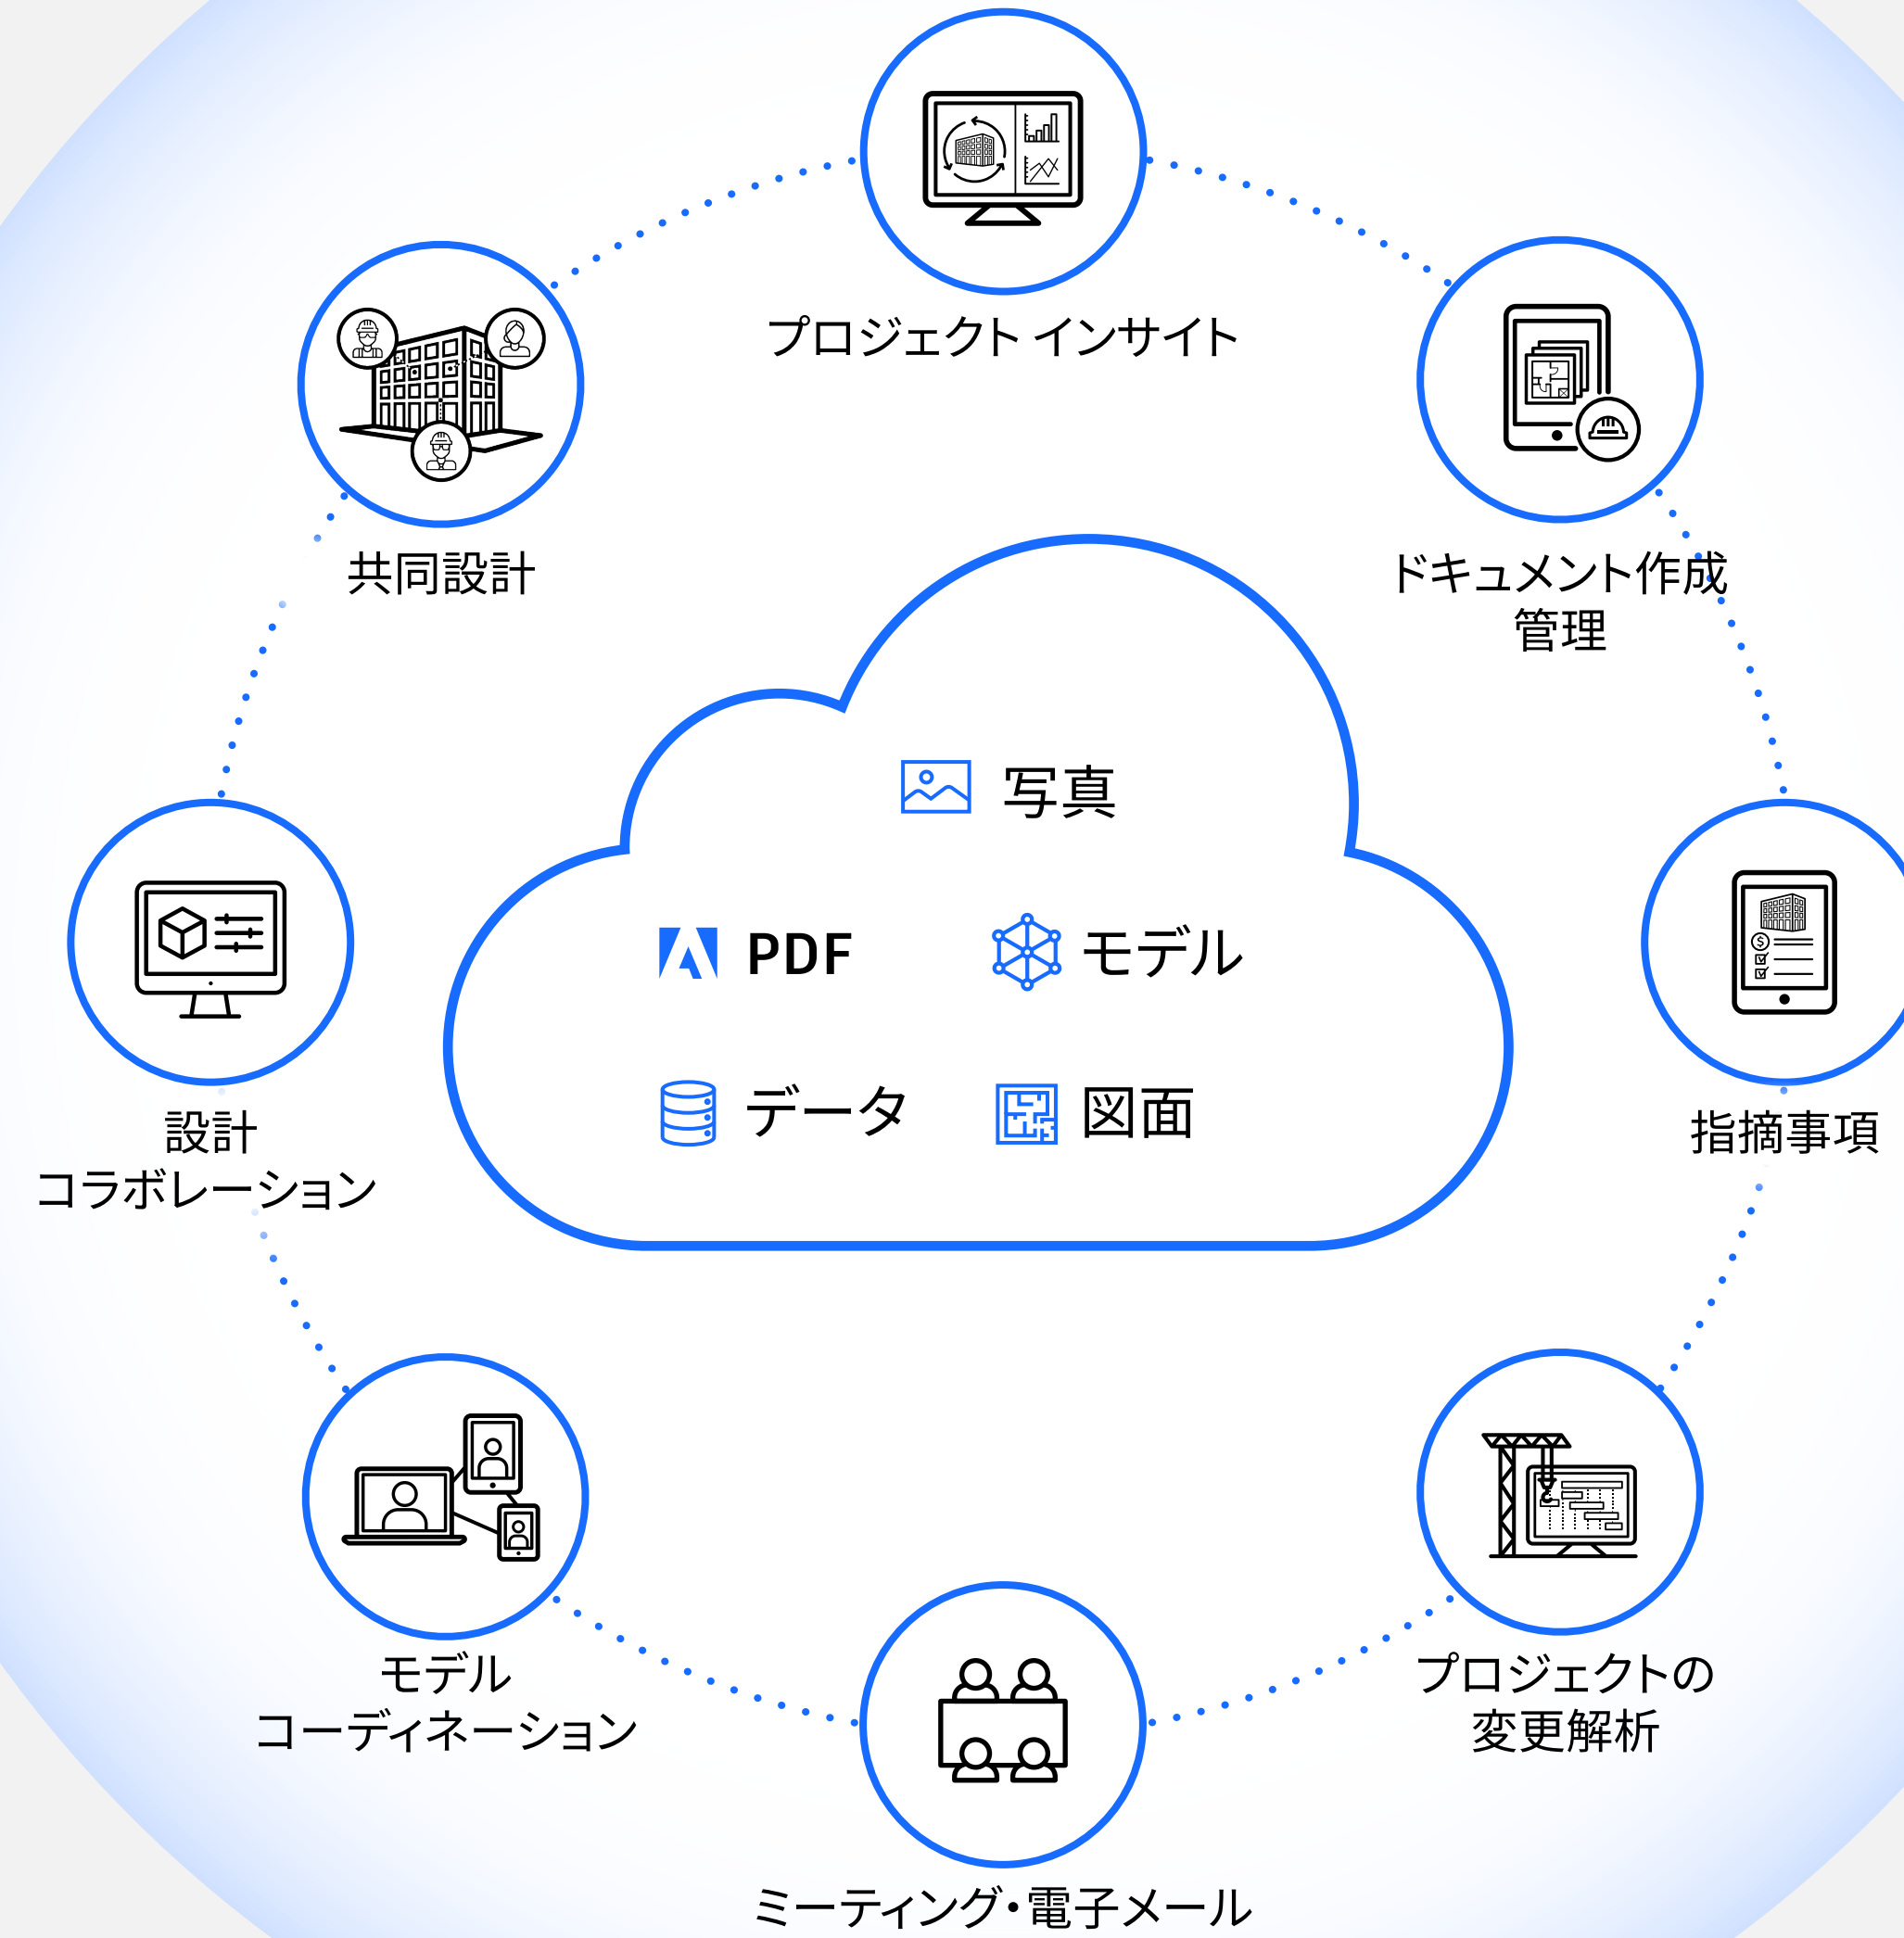 プロジェクト インサイト
共同設計
ドキュメント作成
管理
写真
PDF
モデル
データ
図面
設計
コラボレーション
指摘事項
モデル
コーディネーション
プロジェクトの
変更解析
ミーティング・電子メール